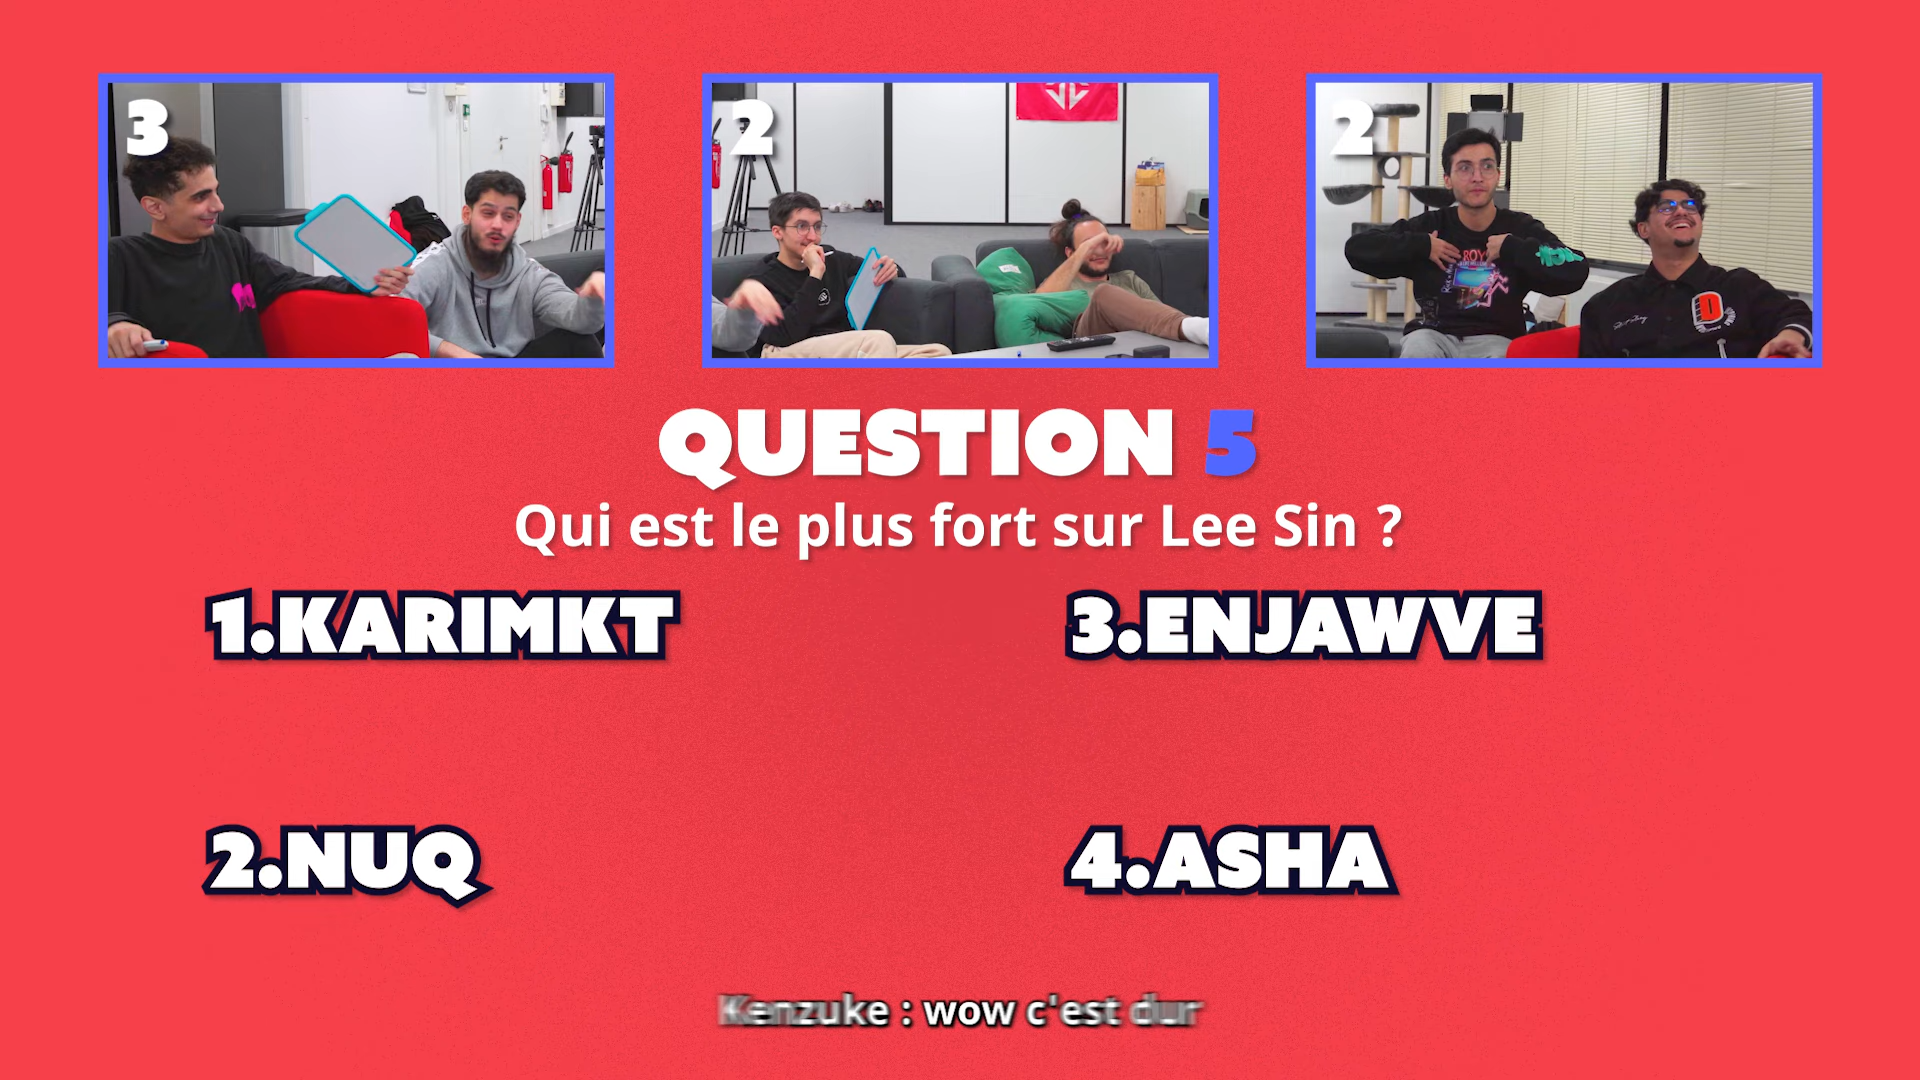 3
2
2
ROY
D
QUESTION 5
Qui est le plus fort sur Lee Sin ?
1.KARIMKT
3.ENJAWVE
2.NUQ
4.ASHA
Kenzuke : wow c'est dur